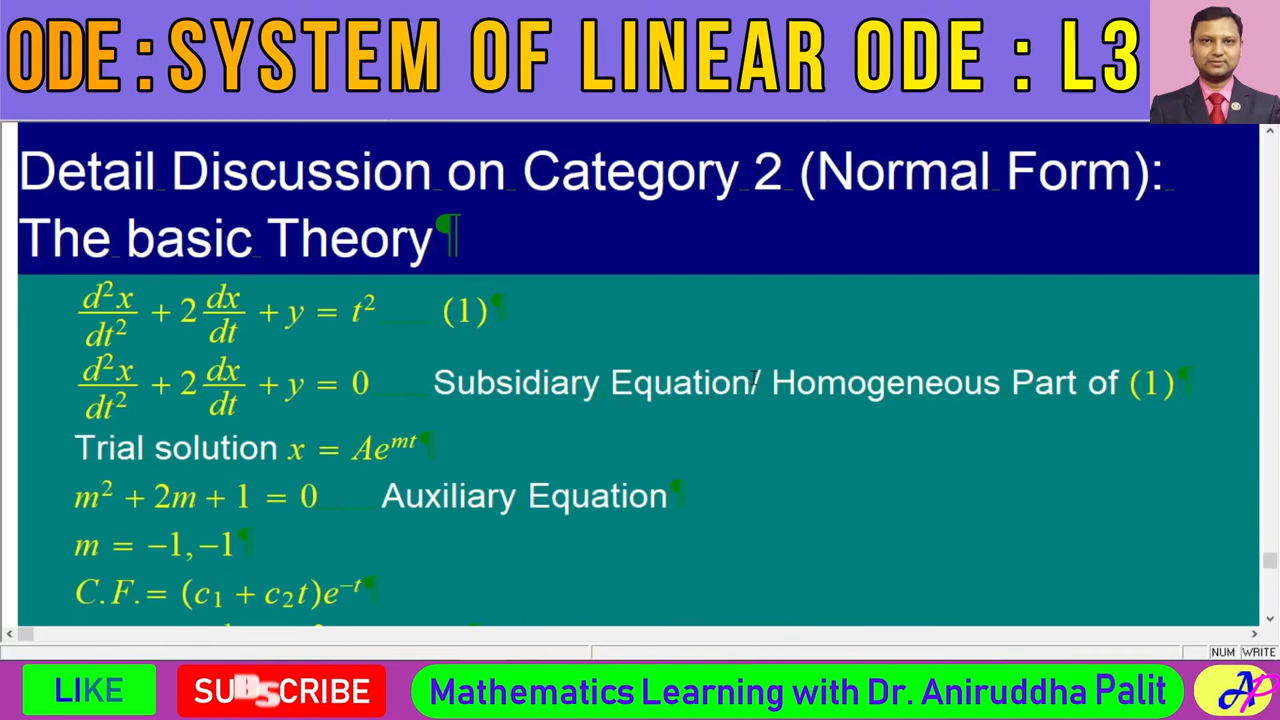 ODE : SYSTEM OF LINEAR ODE : L3
Detail Discussion on Category 2 (Normal Form):
The basic Theory¶
d²x/dt² + 2 dx/dt + y = t² (1)¶
d²x/dt² + 2 dx/dt + y = 0 Subsidiary Equation/ Homogeneous Part of (1)¶
Trial solution x = Ae^{mt}¶
m² + 2m + 1 = 0 Auxiliary Equation¶
m = −1, −1¶
C.F. = (c₁ + c₂t)e^{−t}¶
NUM WRITE
LIKE SUBSCRIBE Mathematics Learning with Dr. Aniruddha Palit AP